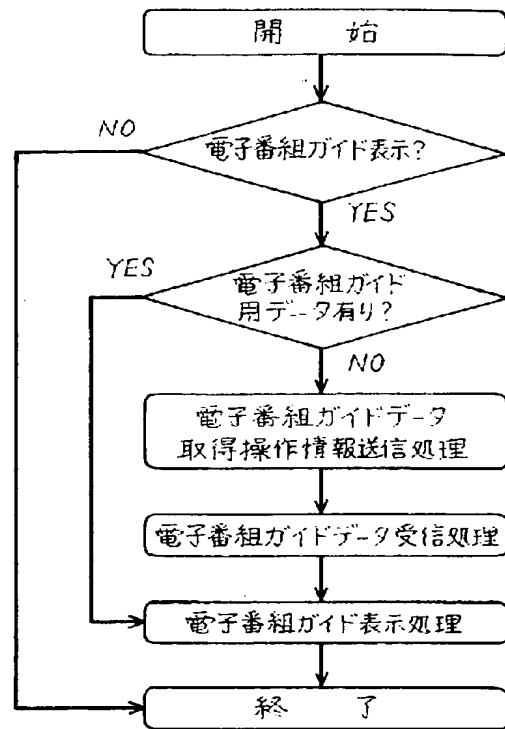 開 始
NO
電子番組ガイド表示?
YES
YES
電子番組ガイド
用データ有り?
NO
電子番組ガイドデータ
取得操作情報送信処理
電子番組ガイドデータ受信処理
電子番組ガイド表示処理
終 了